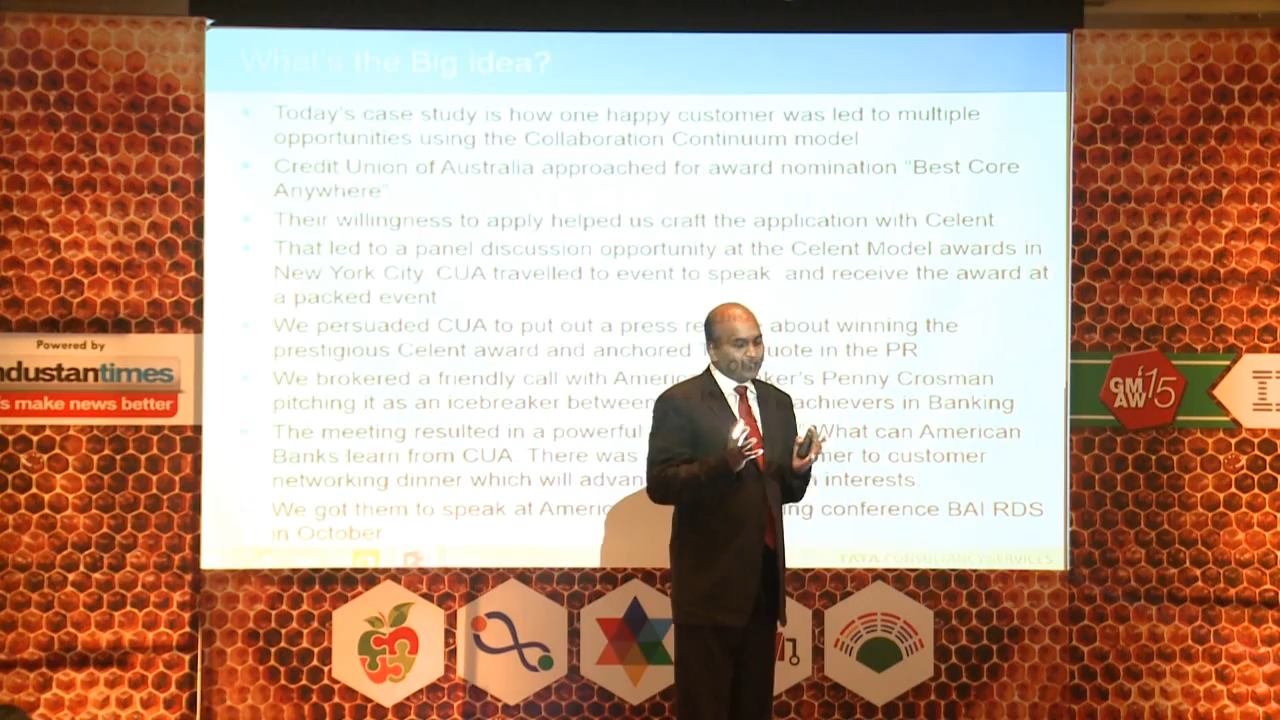 What's the Big idea?
Today's case study is how one happy customer was led to multiple
opportunities using the Collaboration Continuum model
Credit Union of Australia approached for award nomination "Best Core
Anywhere"
Their willingness to apply helped us craft the application with Celent
That led to a panel discussion opportunity at the Celent Model awards in
New York City CUA travelled to event to speak and receive the award at
a packed event
We persuaded CUA to put out a press re about winning the
prestigious Celent award and anchored quote in the PR
We brokered a friendly call with Americ ker's Penny Crosman
pitching it as an icebreaker between achievers in Banking
The meeting resulted in a powerful "What can American
Banks learn from CUA There was mer to customer
networking dinner which will advan interests.
We got them to speak at Americ ing conference BAI RDS
in October
TATA CONSULTANCY SERVICES
Powered by
ndustantimes
s make news better
GM
AW
'15